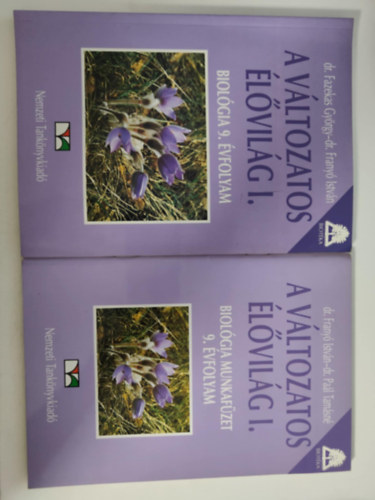 dr. Fazekas György–dr. Franyó István
A VÁLTOZATOS
ÉLŐVILÁG I.
BIOLÓGIA 9. ÉVFOLYAM
Nemzeti Tankönyvkiadó
dr. Franyó István–dr. Páll Tamásné
A VÁLTOZATOS
ÉLŐVILÁG I.
BIOLÓGIA MUNKAFÜZET
9. ÉVFOLYAM
Nemzeti Tankönyvkiadó